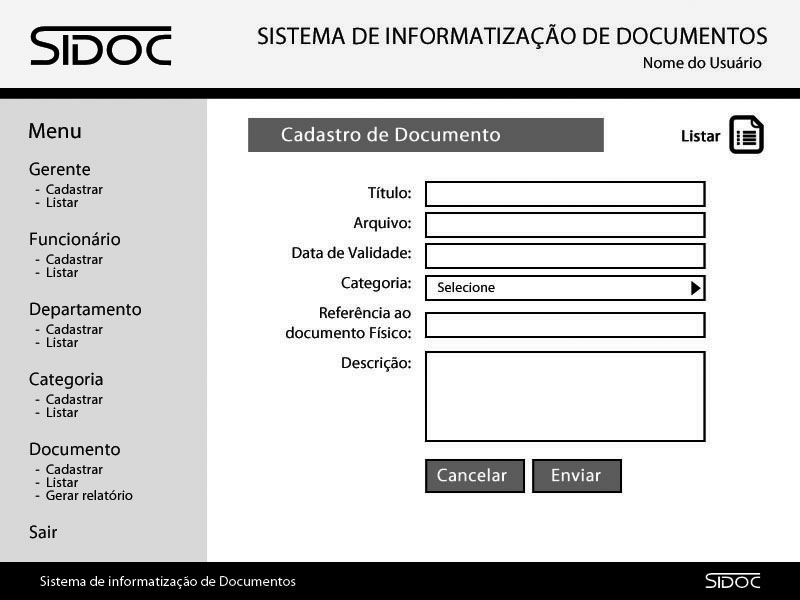 SIDOC
SISTEMA DE INFORMATIZAÇÃO DE DOCUMENTOS
Nome do Usuário
Menu
Gerente
- Cadastrar
- Listar
Funcionário
- Cadastrar
- Listar
Departamento
- Cadastrar
- Listar
Categoria
- Cadastrar
- Listar
Documento
- Cadastrar
- Listar
- Gerar relatório
Sair
Cadastro de Documento
Listar
Título:
Arquivo:
Data de Validade:
Categoria:
Selecione
Referência ao
documento Físico:
Descrição:
Cancelar
Enviar
Sistema de informatização de Documentos
SIDOC